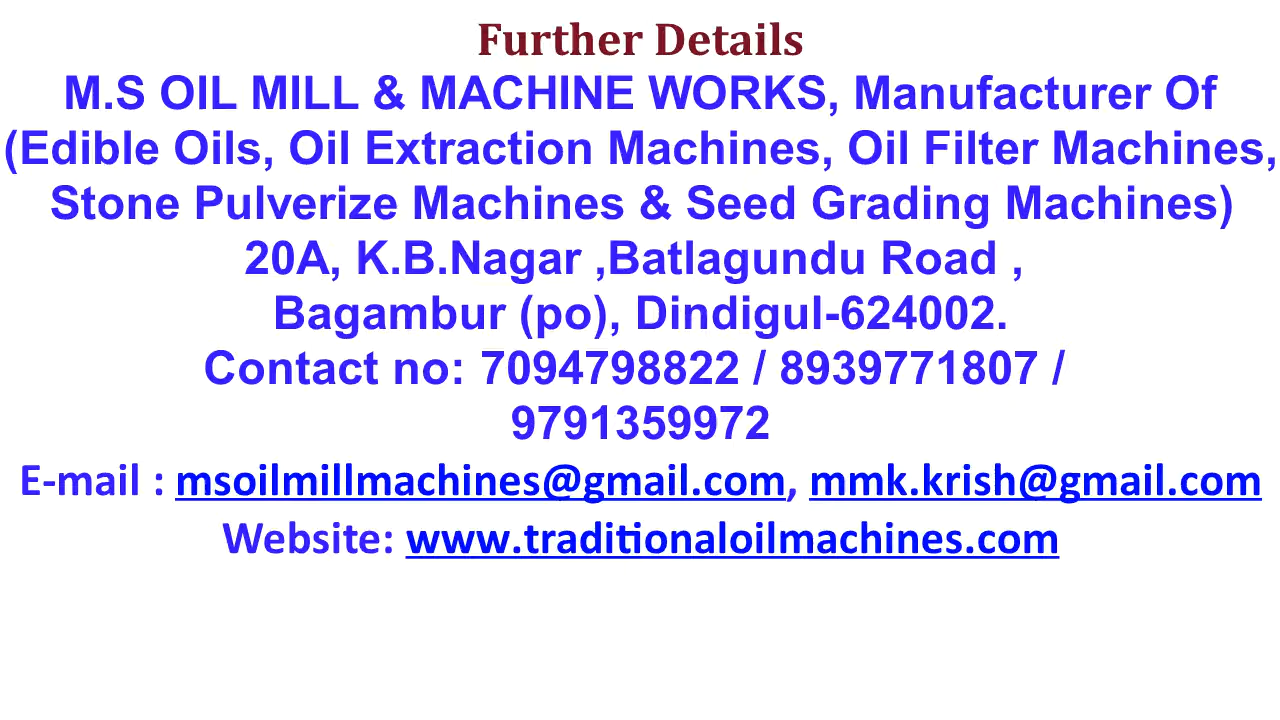 Further Details
M.S OIL MILL & MACHINE WORKS, Manufacturer Of
(Edible Oils, Oil Extraction Machines, Oil Filter Machines,
Stone Pulverize Machines & Seed Grading Machines)
20A, K.B.Nagar ,Batlagundu Road ,
Bagambur (po), Dindigul-624002.
Contact no: 7094798822 / 8939771807 /
9791359972
E-mail : msoilmillmachines@gmail.com, mmk.krish@gmail.com
Website: www.traditionaloilmachines.com